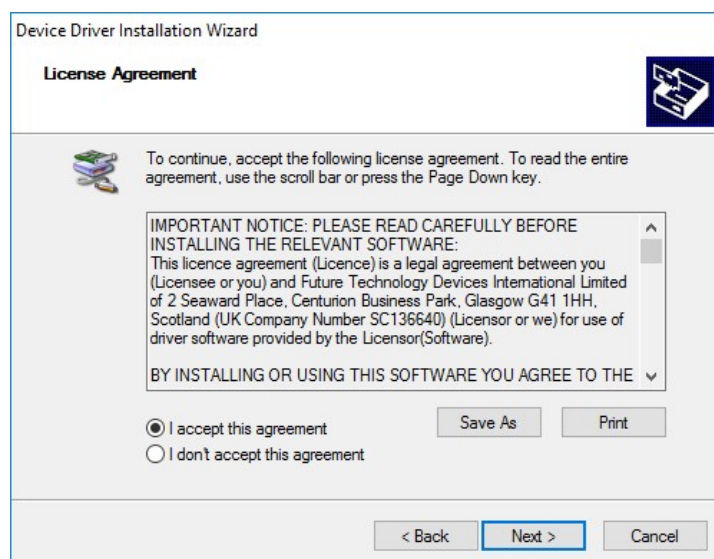 Device Driver Installation Wizard
License Agreement
To continue, accept the following license agreement. To read the entire
agreement, use the scroll bar or press the Page Down key.
IMPORTANT NOTICE: PLEASE READ CAREFULLY BEFORE
INSTALLING THE RELEVANT SOFTWARE:
This licence agreement (Licence) is a legal agreement between you
(Licensee or you) and Future Technology Devices International Limited
of 2 Seaward Place, Centurion Business Park, Glasgow G41 1HH,
Scotland (UK Company Number SC136640) (Licensor or we) for use of
driver software provided by the Licensor(Software).
BY INSTALLING OR USING THIS SOFTWARE YOU AGREE TO THE
I accept this agreement
Save As
Print
I don't accept this agreement
< Back
Next >
Cancel